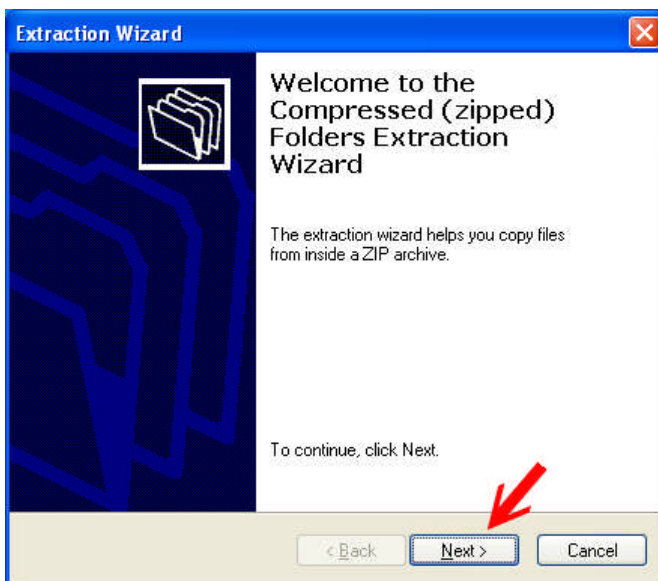 Extraction Wizard
Welcome to the
Compressed (zipped)
Folders Extraction
Wizard
The extraction wizard helps you copy files
from inside a ZIP archive.
To continue, click Next.
< Back
Next >
Cancel